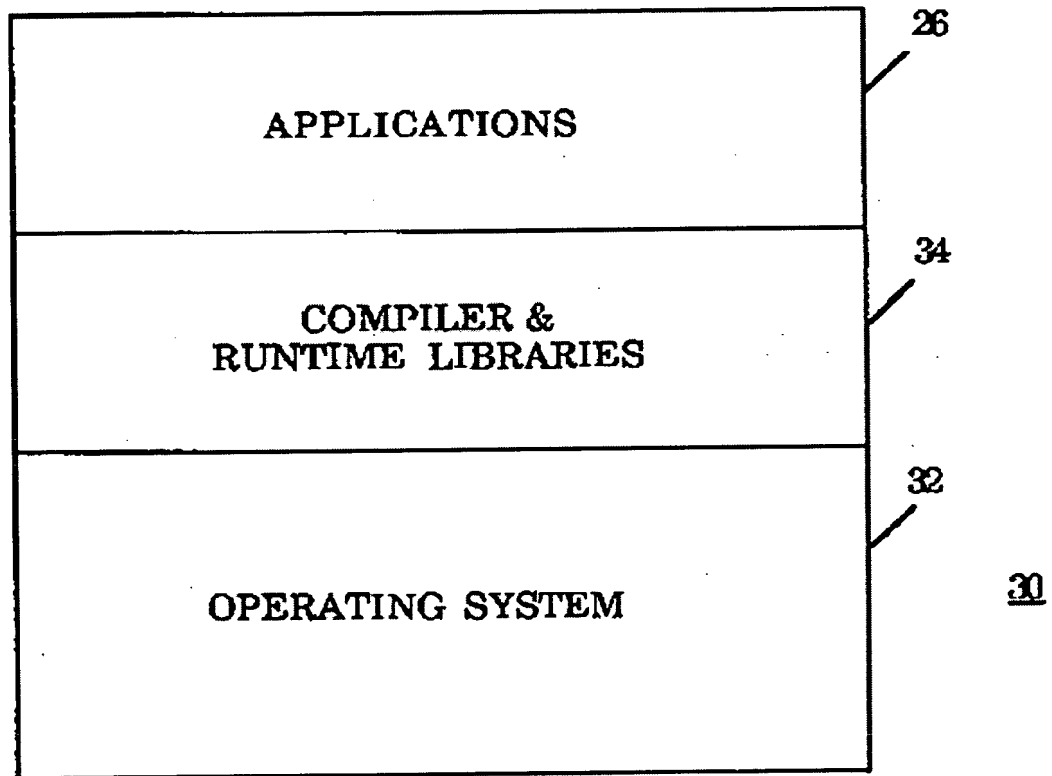 26
APPLICATIONS
34
COMPILER &
RUNTIME LIBRARIES
32
OPERATING SYSTEM
30